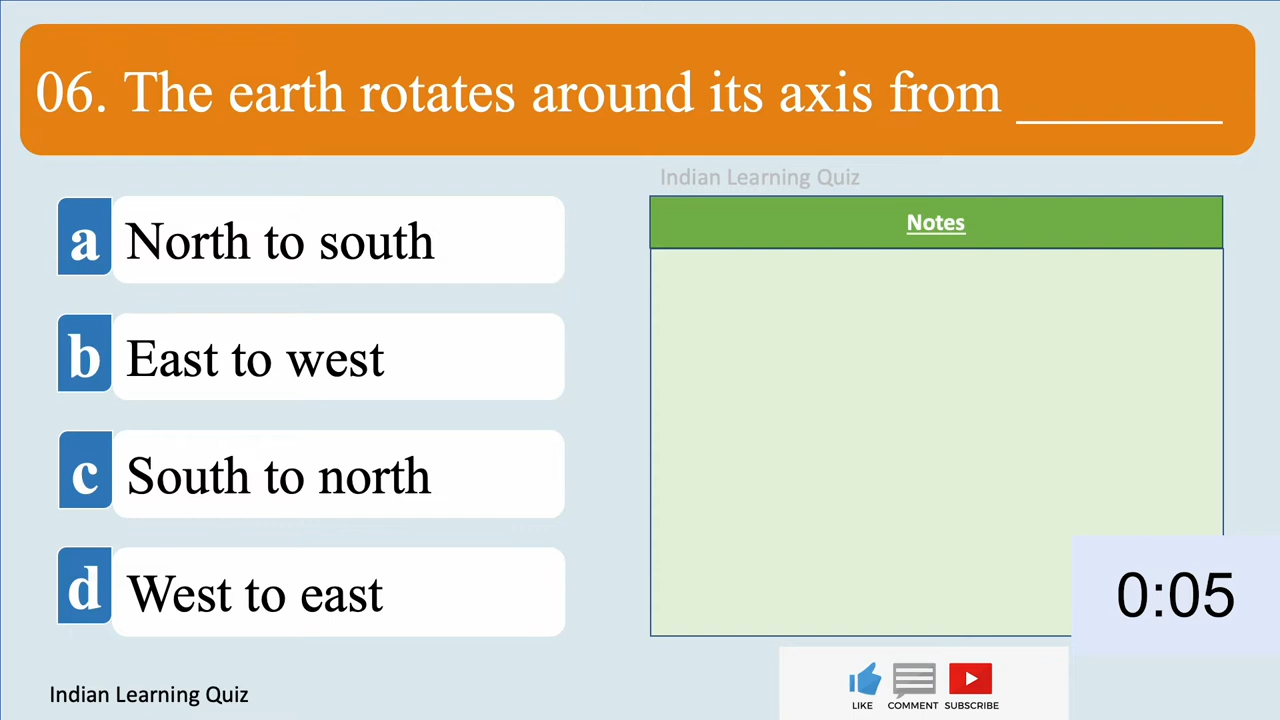 06. The earth rotates around its axis from ________
Indian Learning Quiz
a North to south
b East to west
c South to north
d West to east
Notes
0:05
Indian Learning Quiz
LIKE COMMENT SUBSCRIBE